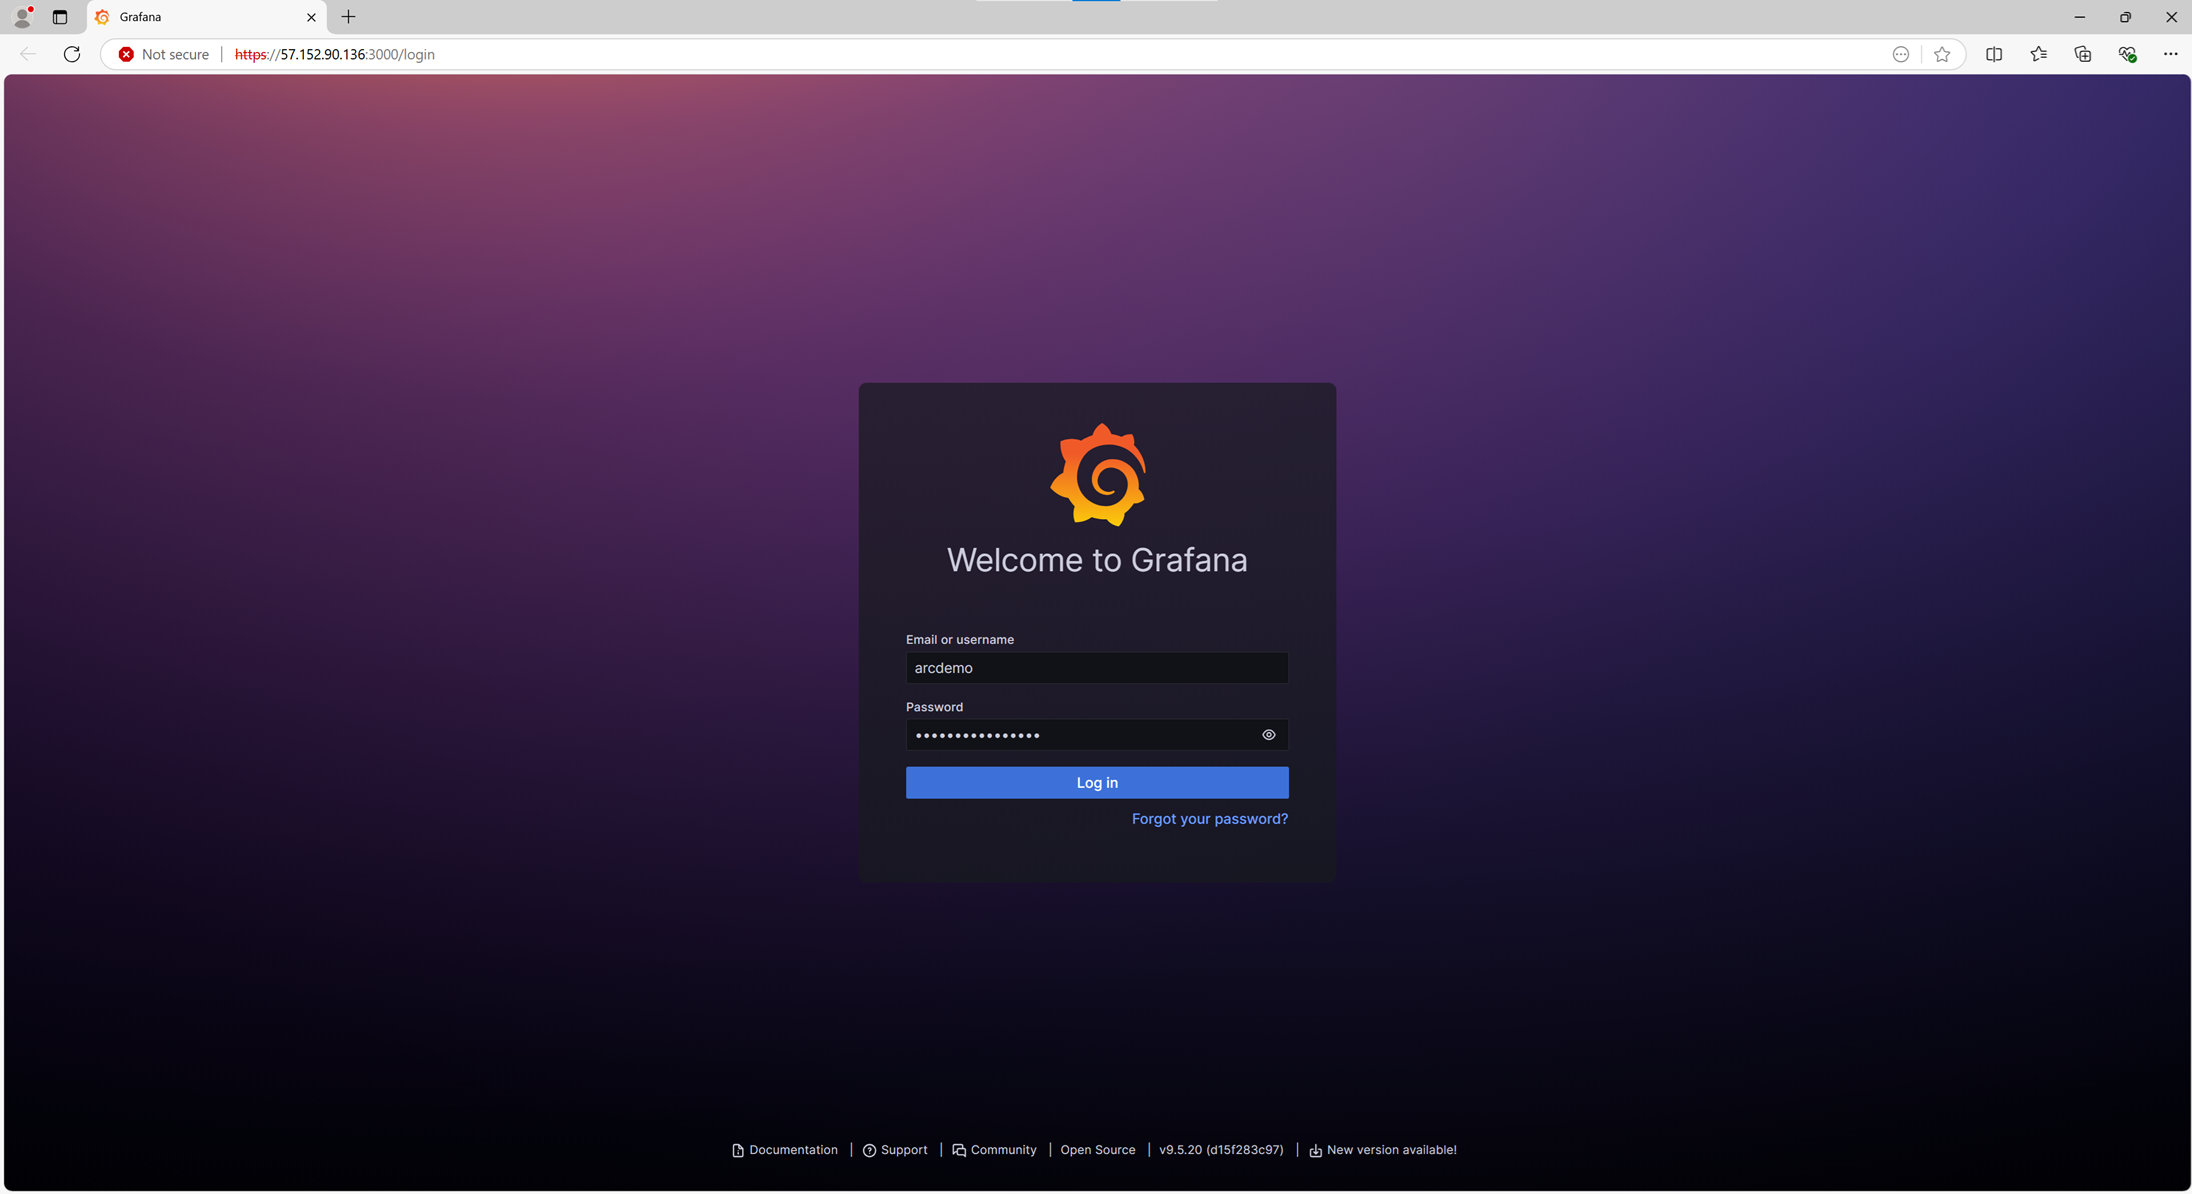 Grafana
Not secure
https://57.152.90.136:3000/login
Welcome to Grafana
Email or username
arcdemo
Password
••••••••••••••••
Log in
Forgot your password?
Documentation | Support | Community | Open Source | v9.5.20 (d15f283c97) | New version available!